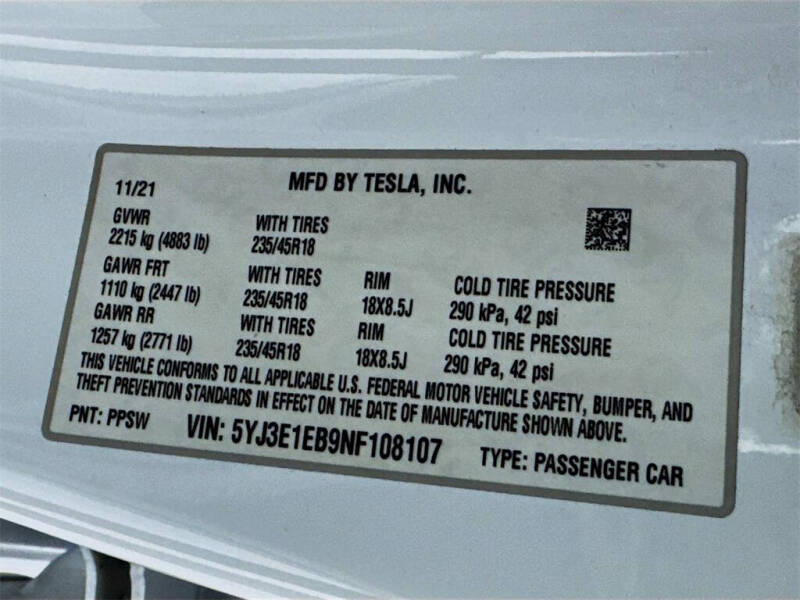 MFD BY TESLA, INC.
11/21
GVWR WITH TIRES
2215 kg (4883 lb) 235/45R18
GAWR FRT WITH TIRES RIM COLD TIRE PRESSURE
1110 kg (2447 lb) 235/45R18 18X8.5J 290 kPa, 42 psi
GAWR RR WITH TIRES RIM COLD TIRE PRESSURE
1257 kg (2771 lb) 235/45R18 18X8.5J 290 kPa, 42 psi
THIS VEHICLE CONFORMS TO ALL APPLICABLE U.S. FEDERAL MOTOR VEHICLE SAFETY, BUMPER, AND
THEFT PREVENTION STANDARDS IN EFFECT ON THE DATE OF MANUFACTURE SHOWN ABOVE.
PNT: PPSW VIN: 5YJ3E1EB9NF108107 TYPE: PASSENGER CAR